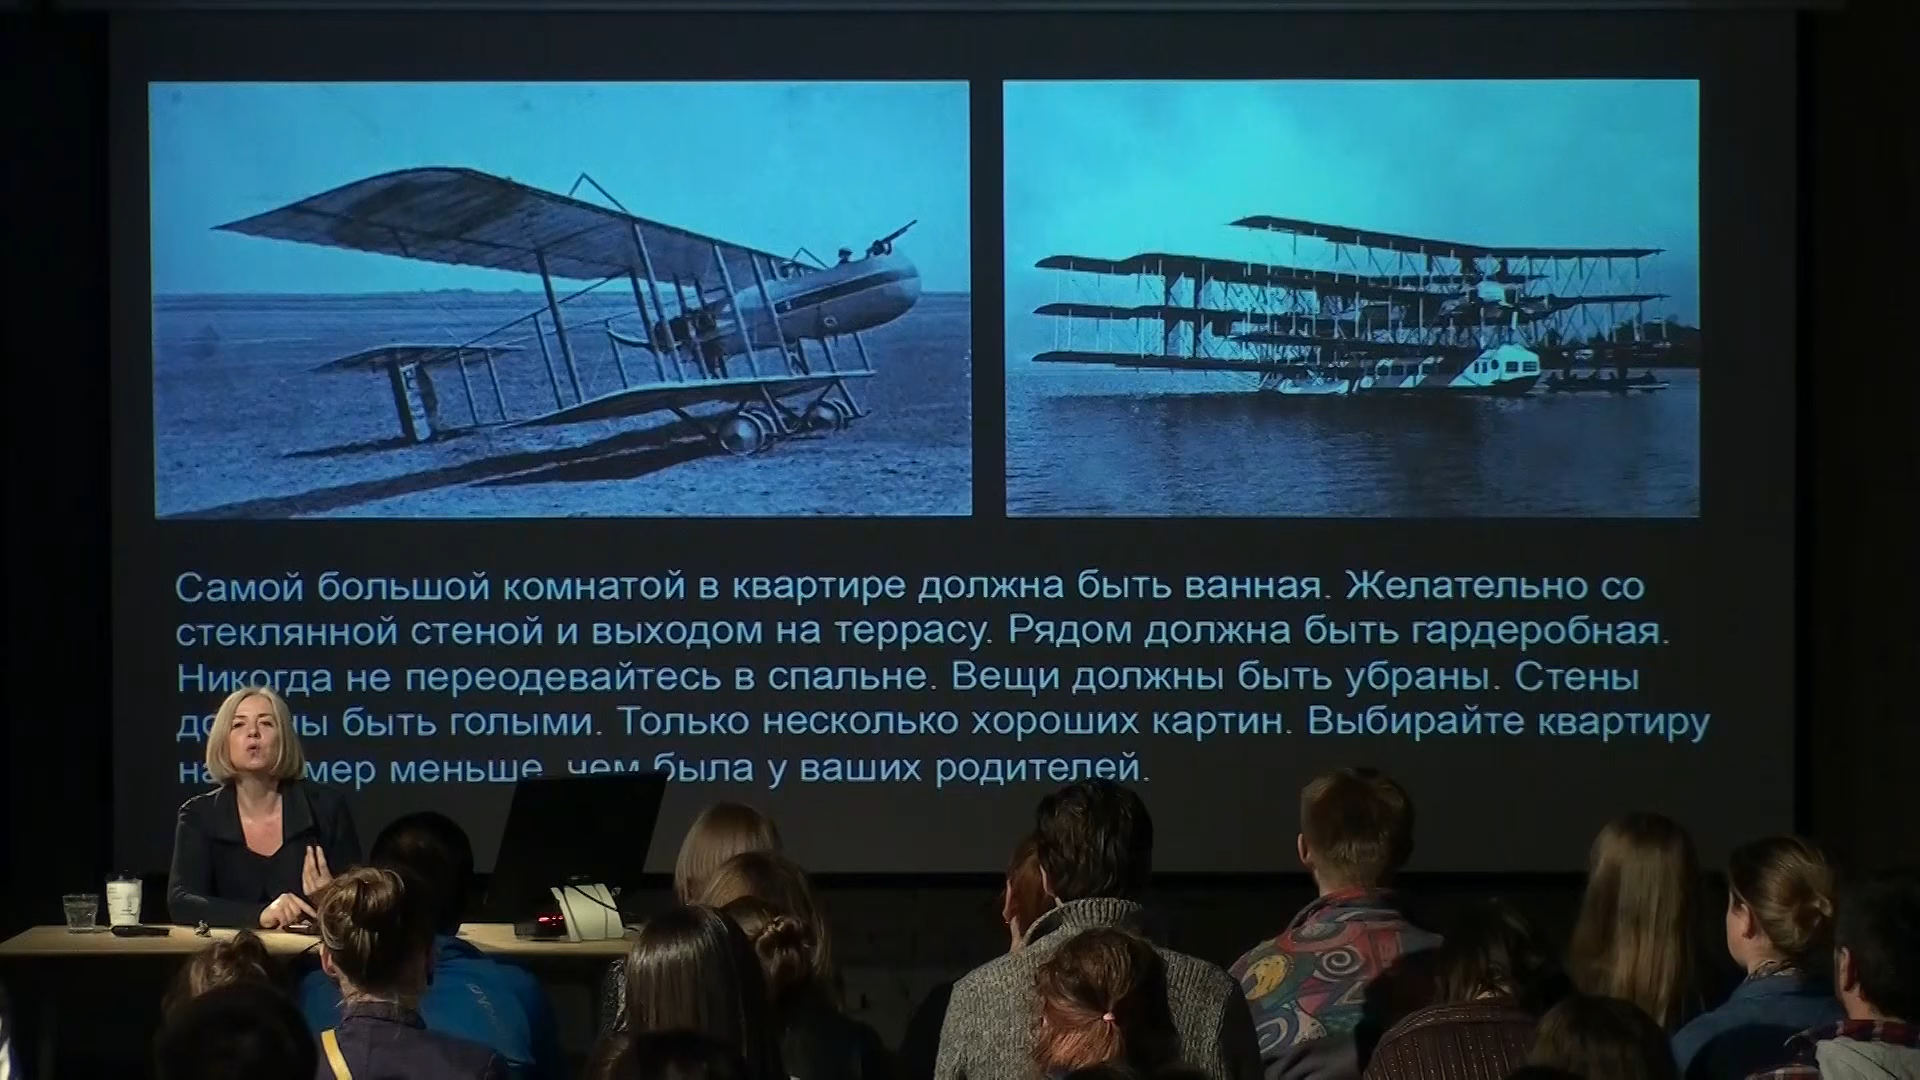 Самой большой комнатой в квартире должна быть ванная. Желательно со
стеклянной стеной и выходом на террасу. Рядом должна быть гардеробная.
Никогда не переодевайтесь в спальне. Вещи должны быть убраны. Стены
быть голыми. Только несколько хороших картин. Выбирайте квартиру
меньше, чем была у ваших родителей.